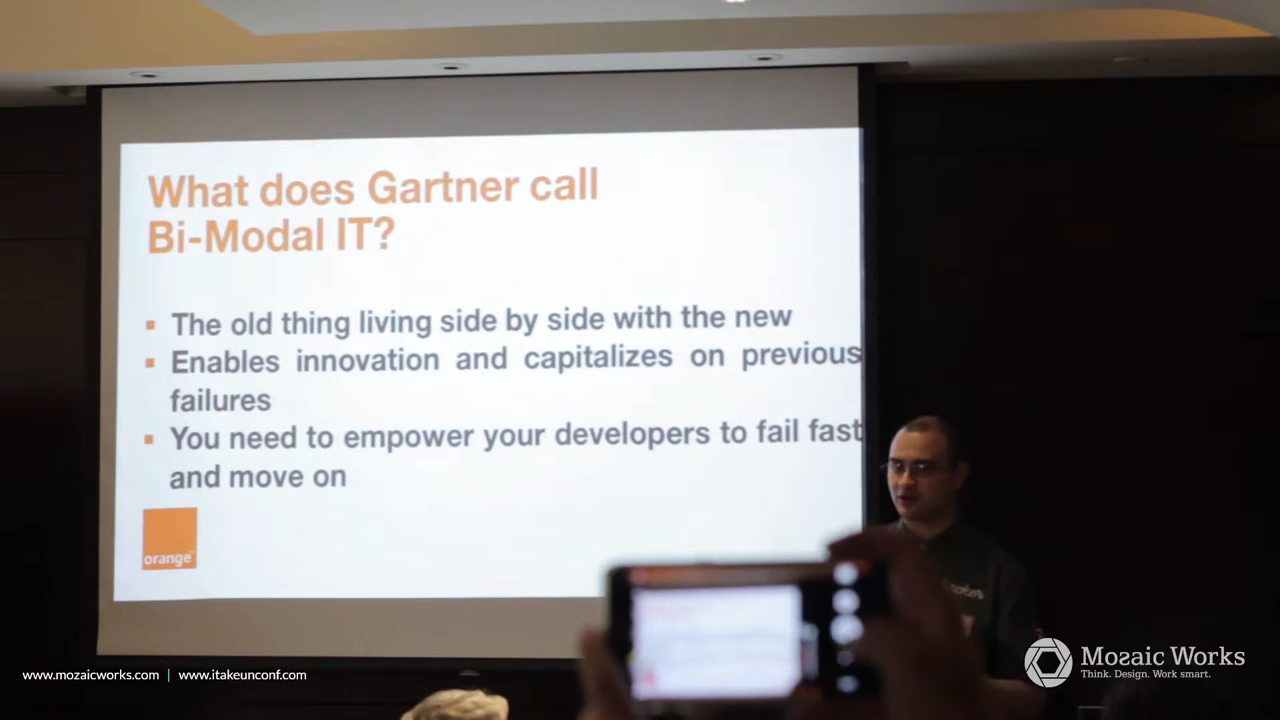 What does Gartner call
Bi-Modal IT?
▪ The old thing living side by side with the new
▪ Enables innovation and capitalizes on previous
failures
▪ You need to empower your developers to fail fast
and move on
orange™
www.mozaicworks.com | www.itakeunconf.com
Mozaic Works
Think. Design. Work smart.